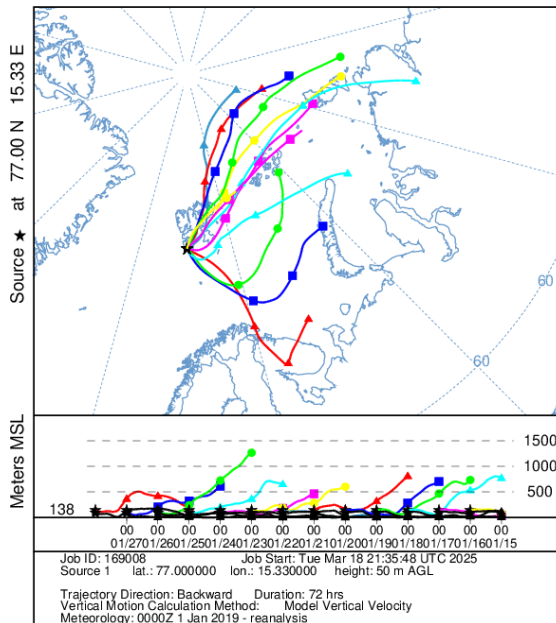 Source ★ at 77.00 N 15.33 E
60
60
Meters MSL
1500
1000
500
138
00 00 00 00 00 00 00 00 00 00 00 00 00
01/27 01/26 01/25 01/24 01/23 01/22 01/21 01/20 01/19 01/18 01/17 01/16 01/15
Job ID: 169008 Job Start: Tue Mar 18 21:35:48 UTC 2025
Source 1 lat.: 77.000000 lon.: 15.330000 height: 50 m AGL
Trajectory Direction: Backward Duration: 72 hrs
Vertical Motion Calculation Method: Model Vertical Velocity
Meteorology: 0000Z 1 Jan 2019 - reanalysis